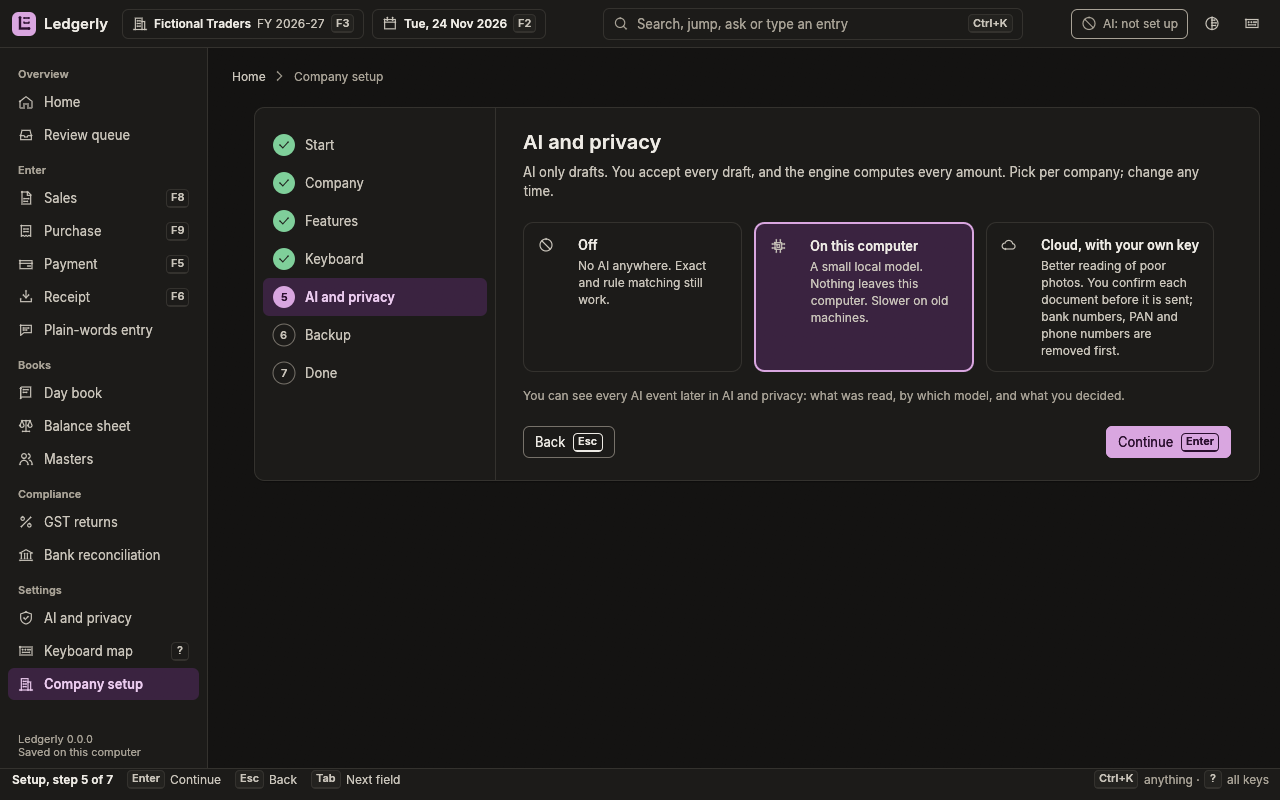 Ledgerly
Fictional Traders FY 2026-27 F3
Tue, 24 Nov 2026 F2
Search, jump, ask or type an entry Ctrl+K
AI: not set up
Overview
Home
Review queue
Enter
Sales F8
Purchase F9
Payment F5
Receipt F6
Plain-words entry
Books
Day book
Balance sheet
Masters
Compliance
GST returns
Bank reconciliation
Settings
AI and privacy
Keyboard map ?
Company setup
Ledgerly 0.0.0
Saved on this computer
Home > Company setup
Start
Company
Features
Keyboard
5 AI and privacy
6 Backup
7 Done
AI and privacy
AI only drafts. You accept every draft, and the engine computes every amount. Pick per company; change any
time.
Off
No AI anywhere. Exact
and rule matching still
work.
On this computer
A small local model.
Nothing leaves this
computer. Slower on old
machines.
Cloud, with your own key
Better reading of poor
photos. You confirm each
document before it is sent;
bank numbers, PAN and
phone numbers are
removed first.
You can see every AI event later in AI and privacy: what was read, by which model, and what you decided.
Back Esc
Continue Enter
Setup, step 5 of 7 Enter Continue Esc Back Tab Next field
Ctrl+K anything · ? all keys